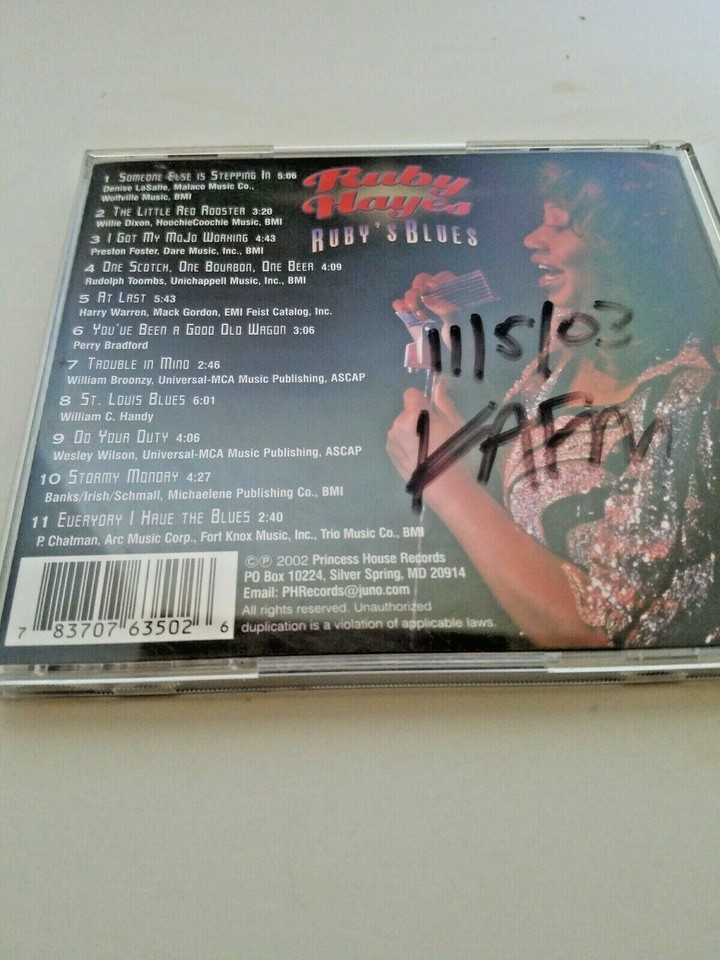 1 Someone Else is Stepping In 5:06
Denise LaSalle, Malaco Music Co.,
Wolfville Music, BMI
2 The Little Red Rooster 3:20
Willie Dixon, HoochieCoochie Music, BMI
3 I Got My MoJo Working 4:43
Preston Foster, Dare Music, Inc., BMI
4 One Scotch, One Bourbon, One Beer 4:09
Rudolph Toombs, Unichappell Music, Inc., BMI
5 At Last 5:43
Harry Warren, Mack Gordon, EMI Feist Catalog, Inc.
6 You've Been a Good Old Wagon 3:06
Perry Bradford
7 Trouble in Mind 2:46
William Broonzy, Universal-MCA Music Publishing, ASCAP
8 St. Louis Blues 6:01
William C. Handy
9 Do Your Duty 4:06
Wesley Wilson, Universal-MCA Music Publishing, ASCAP
10 Stormy Monday 4:27
Banks/Irish/Schmall, Michaelene Publishing Co., BMI
11 Everyday I Have the Blues 2:40
P. Chatman, Arc Music Corp., Fort Knox Music, Inc., Trio Music Co., BMI
Ruby
Hayes
Ruby's Blues
11/5/03
KAFM
©℗ 2002 Princess House Records
PO Box 10224, Silver Spring, MD 20914
Email: PHRecords@juno.com
All rights reserved. Unauthorized
duplication is a violation of applicable laws.
7 83707 63502 6